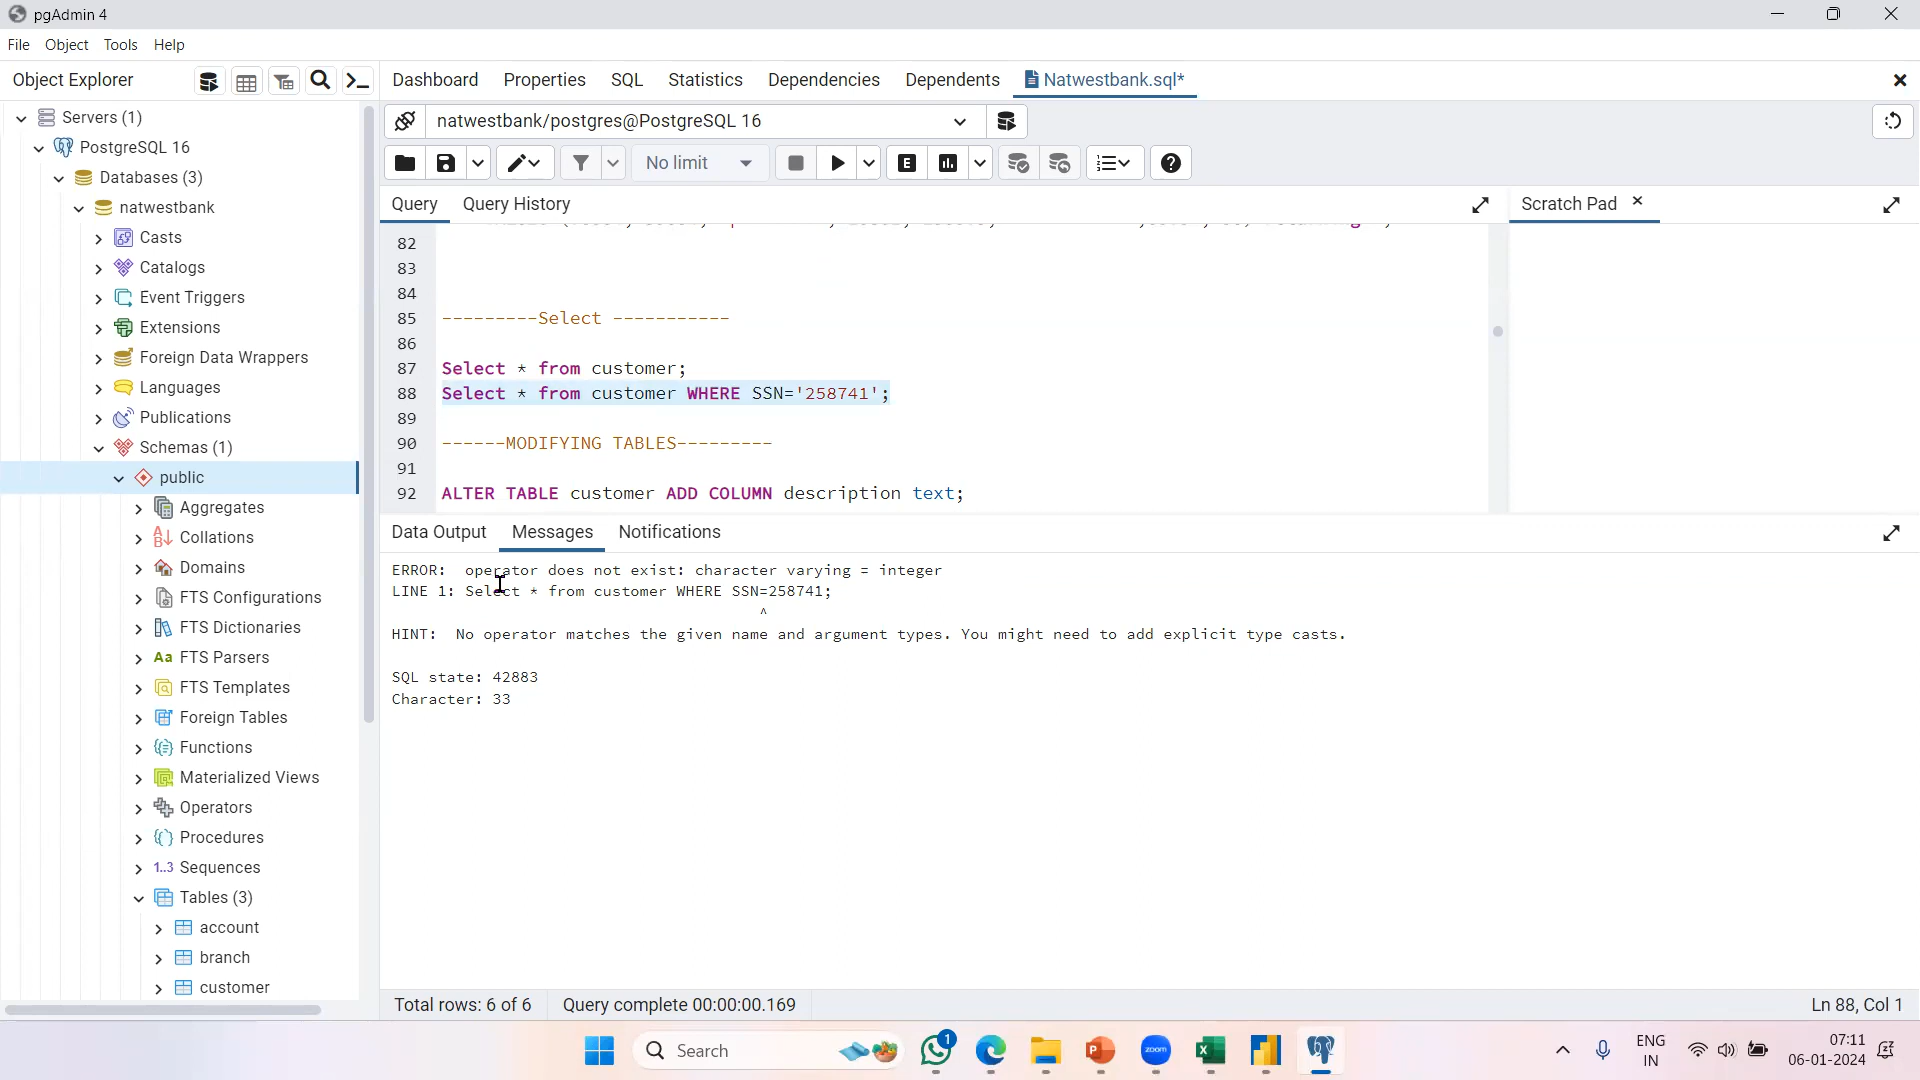 pgAdmin 4
File Object Tools Help
Object Explorer
Dashboard Properties SQL Statistics Dependencies Dependents Natwestbank.sql*
natwestbank/postgres@PostgreSQL 16
No limit
Query Query History
Scratch Pad
Servers (1)
PostgreSQL 16
Databases (3)
natwestbank
Casts
Catalogs
Event Triggers
Extensions
Foreign Data Wrappers
Languages
Publications
Schemas (1)
public
Aggregates
Collations
Domains
FTS Configurations
FTS Dictionaries
Aa FTS Parsers
FTS Templates
Foreign Tables
Functions
Materialized Views
Operators
Procedures
1..3 Sequences
Tables (3)
account
branch
customer
82
83
84
85 ---------Select -----------
86
87 Select * from customer;
88 Select * from customer WHERE SSN='258741';
89
90 ------MODIFYING TABLES---------
91
92 ALTER TABLE customer ADD COLUMN description text;
Data Output Messages Notifications
ERROR: operator does not exist: character varying = integer
LINE 1: Select * from customer WHERE SSN=258741;
^
HINT: No operator matches the given name and argument types. You might need to add explicit type casts.
SQL state: 42883
Character: 33
Total rows: 6 of 6 Query complete 00:00:00.169 Ln 88, Col 1
Search
1
zoom
ENG
IN
07:11
06-01-2024